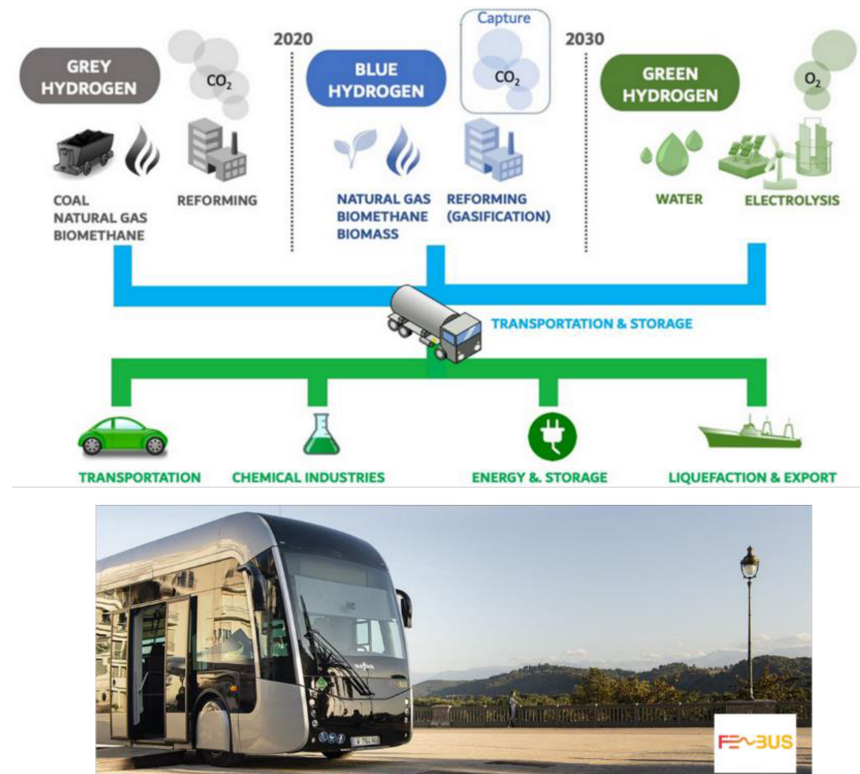 Capture
2020
2030
GREY
HYDROGEN
CO2
BLUE
HYDROGEN
CO2
GREEN
HYDROGEN
O2
COAL
NATURAL GAS
BIOMETHANE
REFORMING
NATURAL GAS
BIOMETHANE
BIOMASS
REFORMING
(GASIFICATION)
WATER
ELECTROLYSIS
TRANSPORTATION & STORAGE
TRANSPORTATION
CHEMICAL INDUSTRIES
ENERGY &. STORAGE
LIQUEFACTION & EXPORT